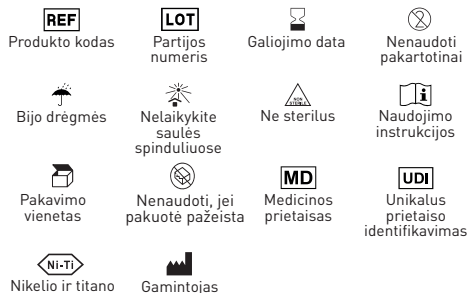 REF
LOT
Produkto kodas
Partijos
numeris
Galiojimo data
Nenaudoti
pakartotinai
Bijo drėgmės
Nelaikykite
saulės
spinduliuose
NON
STERILE
Ne sterilus
Naudojimo
instrukcijos
Pakavimo
vienetas
Nenaudoti, jei
pakuotė pažeista
MD
Medicinos
prietaisas
UDI
Unikalus
prietaiso
identifikavimas
Ni-Ti
Nikelio ir titano
Gamintojas